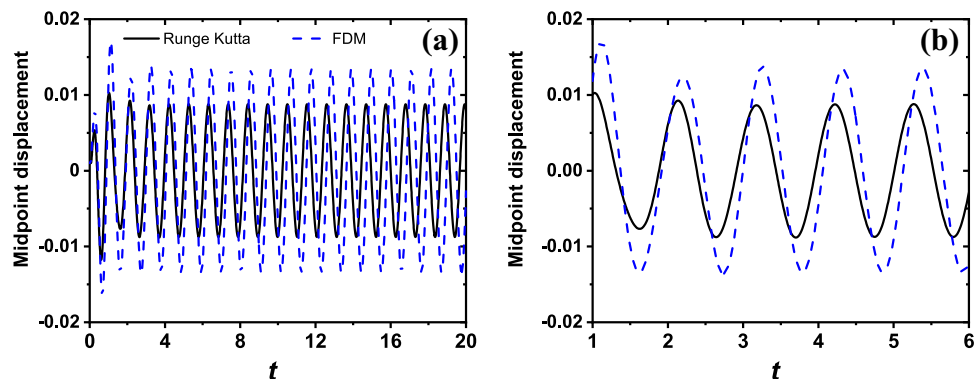 0.02
0.01
0
-0.01
-0.02
Midpoint displacement
Runge Kutta
FDM
(a)
0 4 8 12 16 20
t
0.02
0.01
0.00
-0.01
-0.02
Midpoint displacement
(b)
1 2 3 4 5 6
t